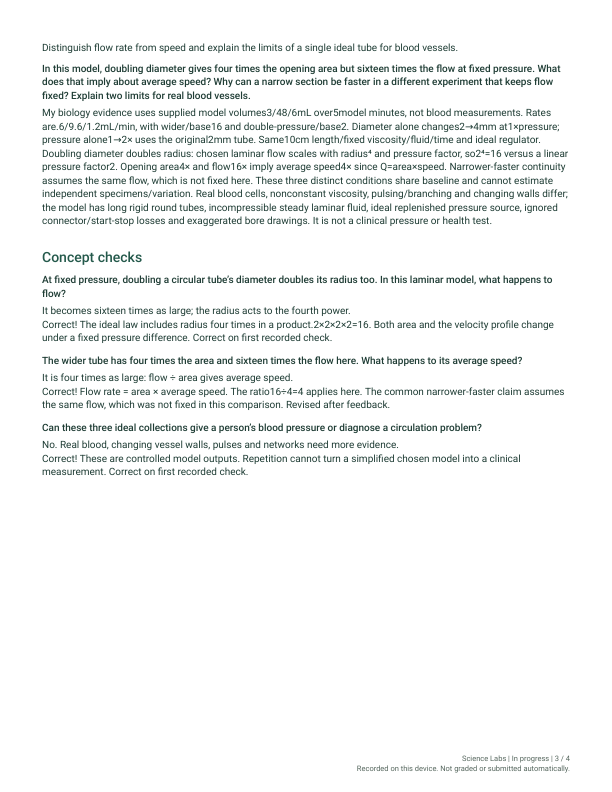 Distinguish flow rate from speed and explain the limits of a single ideal tube for blood vessels.
In this model, doubling diameter gives four times the opening area but sixteen times the flow at fixed pressure. What
does that imply about average speed? Why can a narrow section be faster in a different experiment that keeps flow
fixed? Explain two limits for real blood vessels.
My biology evidence uses supplied model volumes3/48/6mL over5model minutes, not blood measurements. Rates
are.6/9.6/1.2mL/min, with wider/base16 and double-pressure/base2. Diameter alone changes2→4mm at1×pressure;
pressure alone1→2× uses the original2mm tube. Same10cm length/fixed viscosity/fluid/time and ideal regulator.
Doubling diameter doubles radius: chosen laminar flow scales with radius⁴ and pressure factor, so2⁴=16 versus a linear
pressure factor2. Opening area4× and flow16× imply average speed4× since Q=area×speed. Narrower-faster continuity
assumes the same flow, which is not fixed here. These three distinct conditions share baseline and cannot estimate
independent specimens/variation. Real blood cells, nonconstant viscosity, pulsing/branching and changing walls differ;
the model has long rigid round tubes, incompressible steady laminar fluid, ideal replenished pressure source, ignored
connector/start-stop losses and exaggerated bore drawings. It is not a clinical pressure or health test.
Concept checks
At fixed pressure, doubling a circular tube's diameter doubles its radius too. In this laminar model, what happens to
flow?
It becomes sixteen times as large; the radius acts to the fourth power.
Correct! The ideal law includes radius four times in a product.2×2×2×2=16. Both area and the velocity profile change
under a fixed pressure difference. Correct on first recorded check.
The wider tube has four times the area and sixteen times the flow here. What happens to its average speed?
It is four times as large: flow ÷ area gives average speed.
Correct! Flow rate = area × average speed. The ratio16÷4=4 applies here. The common narrower-faster claim assumes
the same flow, which was not fixed in this comparison. Revised after feedback.
Can these three ideal collections give a person's blood pressure or diagnose a circulation problem?
No. Real blood, changing vessel walls, pulses and networks need more evidence.
Correct! These are controlled model outputs. Repetition cannot turn a simplified chosen model into a clinical
measurement. Correct on first recorded check.
Science Labs | In progress | 3 / 4
Recorded on this device. Not graded or submitted automatically.